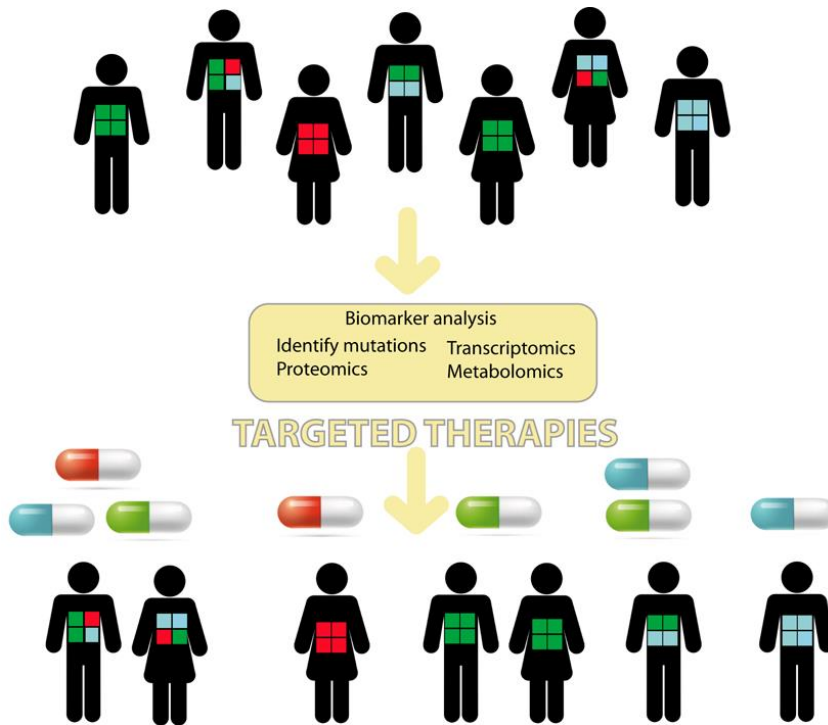 Biomarker analysis
Identify mutations Transcriptomics
Proteomics Metabolomics
TARGETED THERAPIES